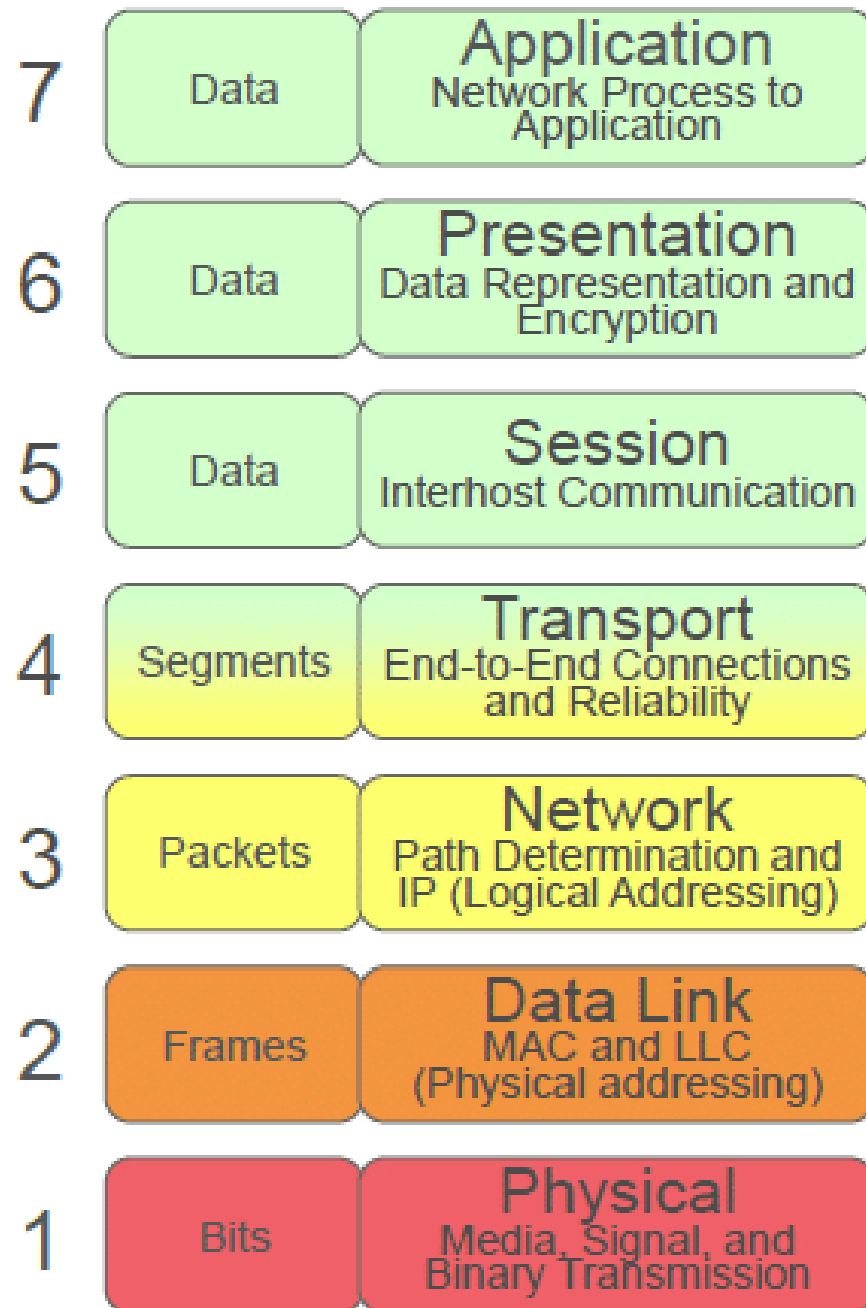 7
Data
Application
Network Process to
Application
6
Data
Presentation
Data Representation and
Encryption
5
Data
Session
Interhost Communication
4
Segments
Transport
End-to-End Connections
and Reliability
3
Packets
Network
Path Determination and
IP (Logical Addressing)
2
Frames
Data Link
MAC and LLC
(Physical addressing)
1
Bits
Physical
Media, Signal, and
Binary Transmission